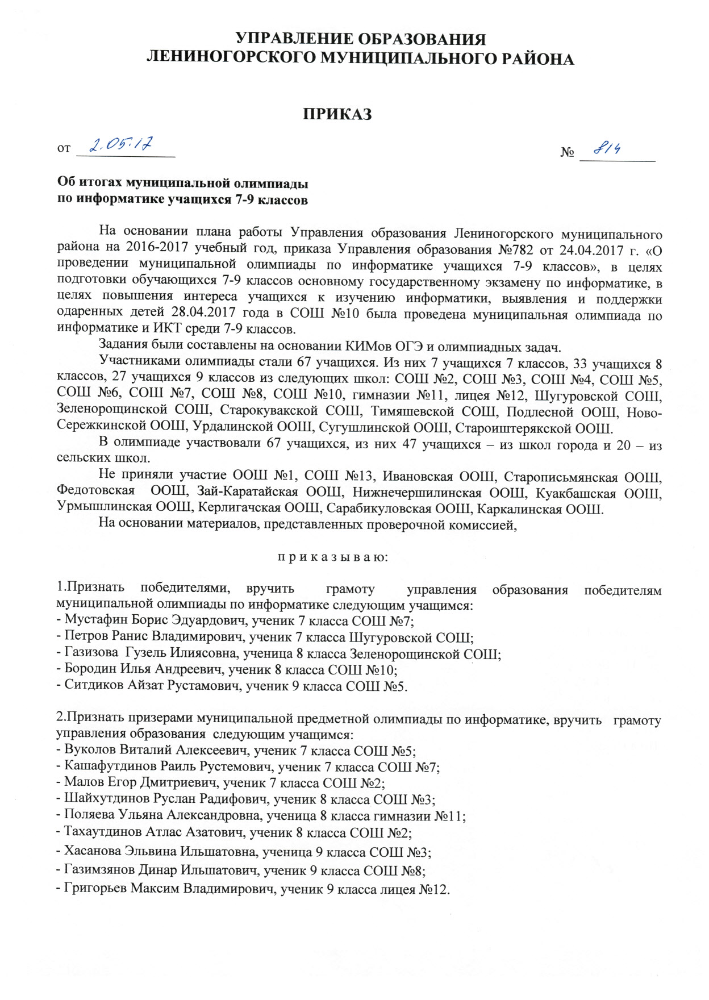 УПРАВЛЕНИЕ ОБРАЗОВАНИЯ
ЛЕНИНОГОРСКОГО МУНИЦИПАЛЬНОГО РАЙОНА
ПРИКАЗ
от 2.05.17 № 814
Об итогах муниципальной олимпиады
по информатике учащихся 7-9 классов
На основании плана работы Управления образования Лениногорского муниципального
района на 2016-2017 учебный год, приказа Управления образования №782 от 24.04.2017 г. «О
проведении муниципальной олимпиады по информатике учащихся 7-9 классов», в целях
подготовки обучающихся 7-9 классов основному государственному экзамену по информатике, в
целях повышения интереса учащихся к изучению информатики, выявления и поддержки
одаренных детей 28.04.2017 года в СОШ №10 была проведена муниципальная олимпиада по
информатике и ИКТ среди 7-9 классов.
Задания были составлены на основании КИМов ОГЭ и олимпиадных задач.
Участниками олимпиады стали 67 учащихся. Из них 7 учащихся 7 классов, 33 учащихся 8
классов, 27 учащихся 9 классов из следующих школ: СОШ №2, СОШ №3, СОШ №4, СОШ №5,
СОШ №6, СОШ №7, СОШ №8, СОШ №10, гимназии №11, лицея №12, Шугуровской СОШ,
Зеленорощинской СОШ, Старокувакской СОШ, Тимяшевской СОШ, Подлесной ООШ, Ново-
Сережкинской ООШ, Урдалинской ООШ, Сугушлинской ООШ, Староиштерякской ООШ.
В олимпиаде участвовали 67 учащихся, из них 47 учащихся – из школ города и 20 – из
сельских школ.
Не приняли участие ООШ №1, СОШ №13, Ивановская ООШ, Старописьмянская ООШ,
Федотовская ООШ, Зай-Каратайская ООШ, Нижнечершилинская ООШ, Куакбашская ООШ,
Урмышлинская ООШ, Керлигачская ООШ, Сарабикуловская ООШ, Каркалинская ООШ.
На основании материалов, представленных проверочной комиссией,
п р и к а з ы в а ю:
1.Признать победителями, вручить грамоту управления образования победителям
муниципальной олимпиады по информатике следующим учащимся:
- Мустафин Борис Эдуардович, ученик 7 класса СОШ №7;
- Петров Ранис Владимирович, ученик 7 класса Шугуровской СОШ;
- Газизова Гузель Илиясовна, ученица 8 класса Зеленорощинской СОШ;
- Бородин Илья Андреевич, ученик 8 класса СОШ №10;
- Ситдиков Айзат Рустамович, ученик 9 класса СОШ №5.
2.Признать призерами муниципальной предметной олимпиады по информатике, вручить грамоту
управления образования следующим учащимся:
- Вуколов Виталий Алексеевич, ученик 7 класса СОШ №5;
- Кашафутдинов Раиль Рустемович, ученик 7 класса СОШ №7;
- Малов Егор Дмитриевич, ученик 7 класса СОШ №2;
- Шайхутдинов Руслан Радифович, ученик 8 класса СОШ №3;
- Поляева Ульяна Александровна, ученица 8 класса гимназии №11;
- Тахаутдинов Атлас Азатович, ученик 8 класса СОШ №2;
- Хасанова Эльвина Ильшатовна, ученица 9 класса СОШ №3;
- Газимзянов Динар Ильшатович, ученик 9 класса СОШ №8;
- Григорьев Максим Владимирович, ученик 9 класса лицея №12.